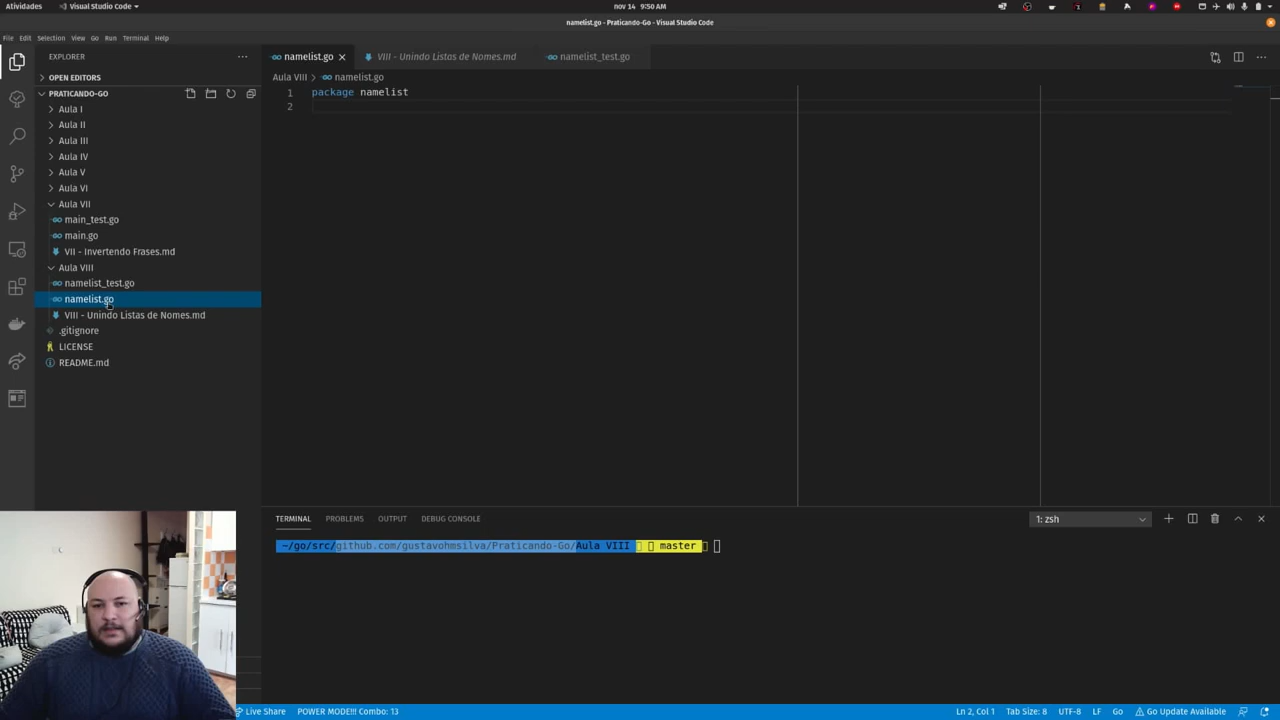 Atividades
Visual Studio Code
nov 14 9:50 AM
namelist.go - Praticando-Go - Visual Studio Code
File Edit Selection View Go Run Terminal Help
EXPLORER
OPEN EDITORS
PRATICANDO-GO
Aula I
Aula II
Aula III
Aula IV
Aula V
Aula VI
Aula VII
main_test.go
main.go
VII - Invertendo Frases.md
Aula VIII
namelist_test.go
namelist.go
VIII - Unindo Listas de Nomes.md
.gitignore
LICENSE
README.md
namelist.go
VIII - Unindo Listas de Nomes.md
namelist_test.go
Aula VIII > namelist.go
1 package namelist
2
TERMINAL PROBLEMS OUTPUT DEBUG CONSOLE
1: zsh
~/go/src/github.com/gustavohmsilva/Praticando-Go/Aula VIII master
Live Share
POWER MODE!!! Combo: 13
Ln 2, Col 1
Tab Size: 8
UTF-8
LF
Go
Go Update Available